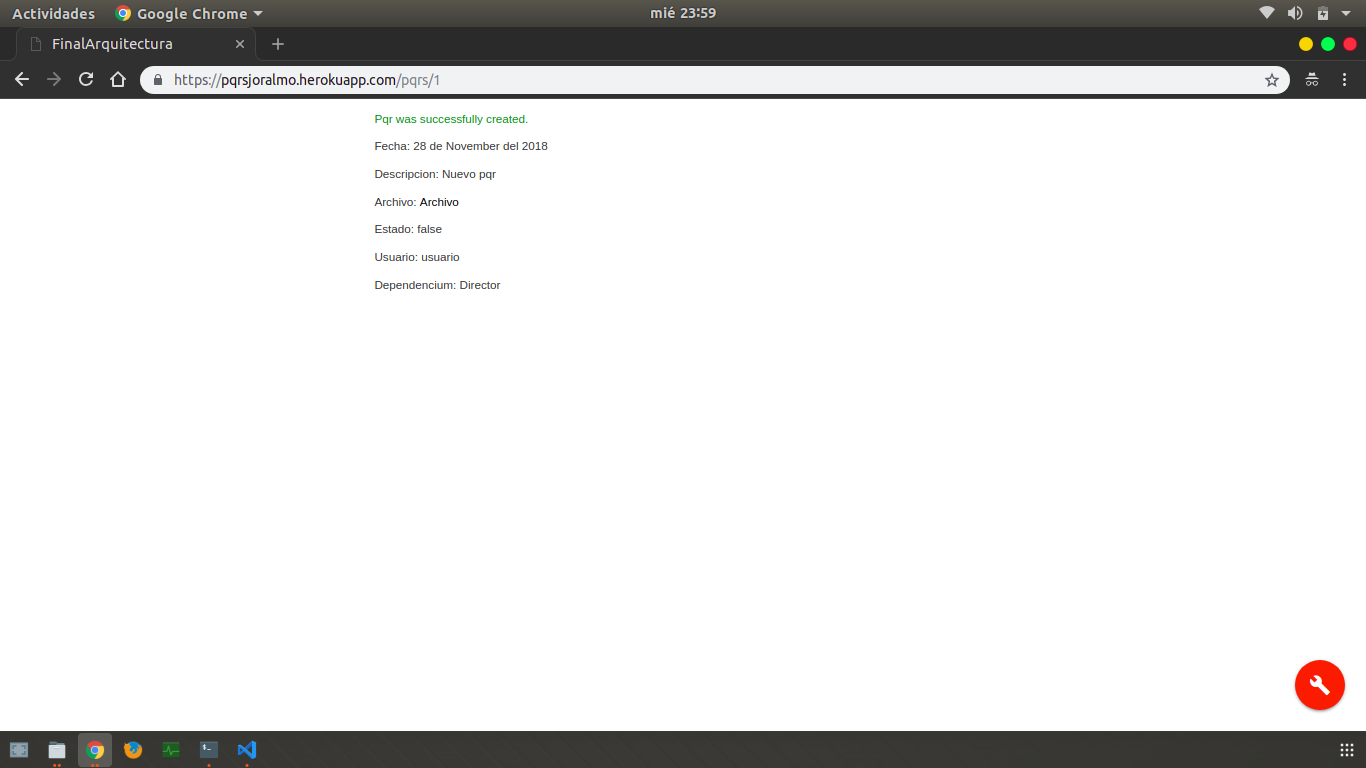 Actividades Google Chrome mié 23:59
FinalArquitectura
https://pqrsjoralmo.herokuapp.com/pqrs/1
Pqr was successfully created.
Fecha: 28 de November del 2018
Descripcion: Nuevo pqr
Archivo: Archivo
Estado: false
Usuario: usuario
Dependencium: Director